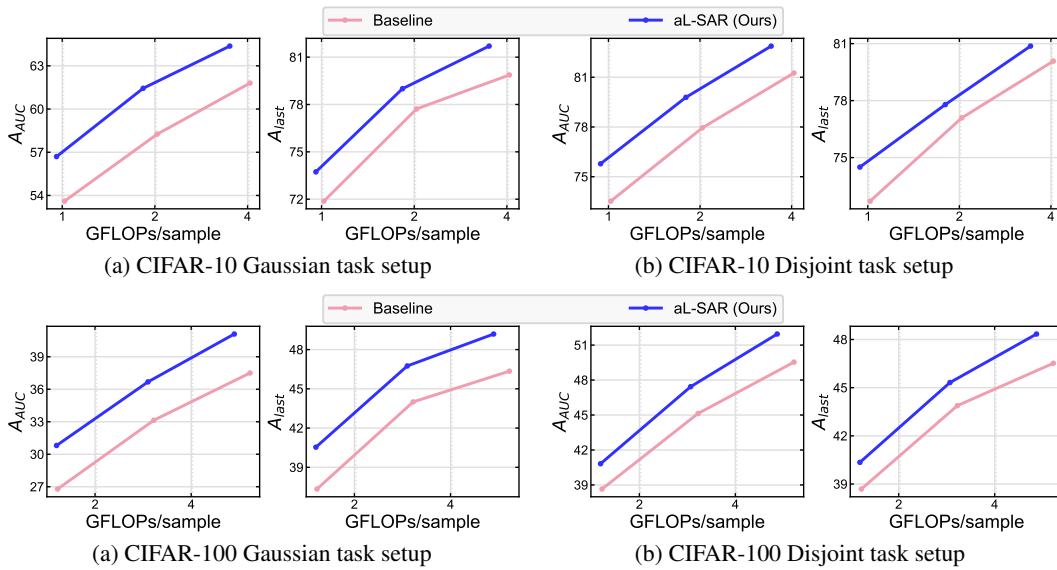 Baseline aL-SAR (Ours)
63
60
57
54
A_AUC
1 2 4
GFLOPs/sample
81
78
75
72
A_last
1 2 4
GFLOPs/sample
(a) CIFAR-10 Gaussian task setup
81
78
75
A_AUC
1 2 4
GFLOPs/sample
81
78
75
A_last
1 2 4
GFLOPs/sample
(b) CIFAR-10 Disjoint task setup
Baseline aL-SAR (Ours)
39
36
33
30
27
A_AUC
2 4
GFLOPs/sample
48
45
42
39
A_last
2 4
GFLOPs/sample
(a) CIFAR-100 Gaussian task setup
51
48
45
42
39
A_AUC
2 4
GFLOPs/sample
48
45
42
39
A_last
2 4
GFLOPs/sample
(b) CIFAR-100 Disjoint task setup